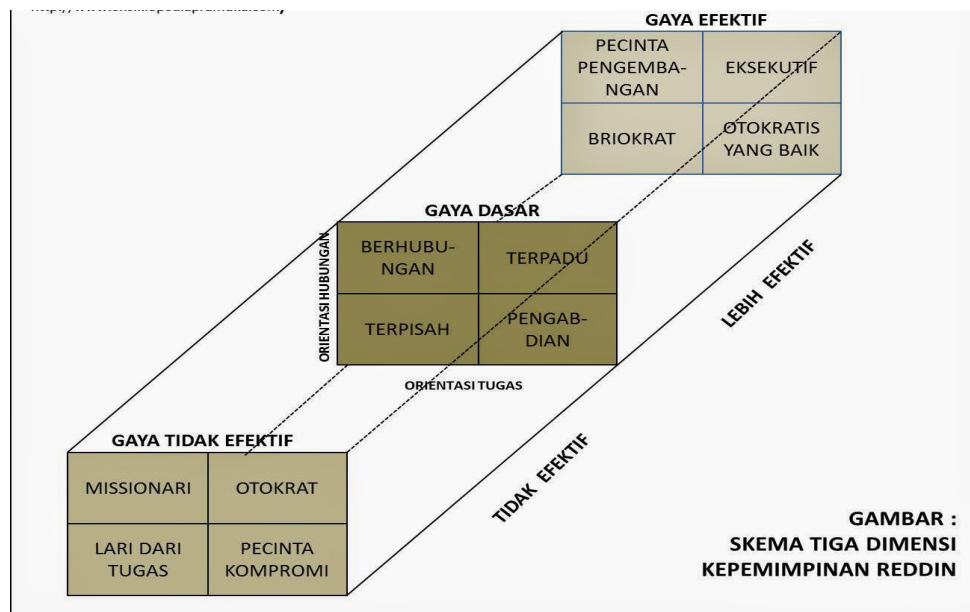 GAYA EFEKTIF
PECINTA
PENGEMBA-
NGAN
EKSEKUTIF
BRIOKRAT
OTOKRATIS
YANG BAIK
GAYA DASAR
BERHUBU-
NGAN
TERPADU
TERPISAH
PENGAB-
DIAN
ORIENTASI HUBUNGAN
ORIENTASI TUGAS
LEBIH EFEKTIF
TIDAK EFEKTIF
GAYA TIDAK EFEKTIF
MISSIONARI
OTOKRAT
LARI DARI
TUGAS
PECINTA
KOMPROMI
GAMBAR :
SKEMA TIGA DIMENSI
KEPEMIMPINAN REDDIN